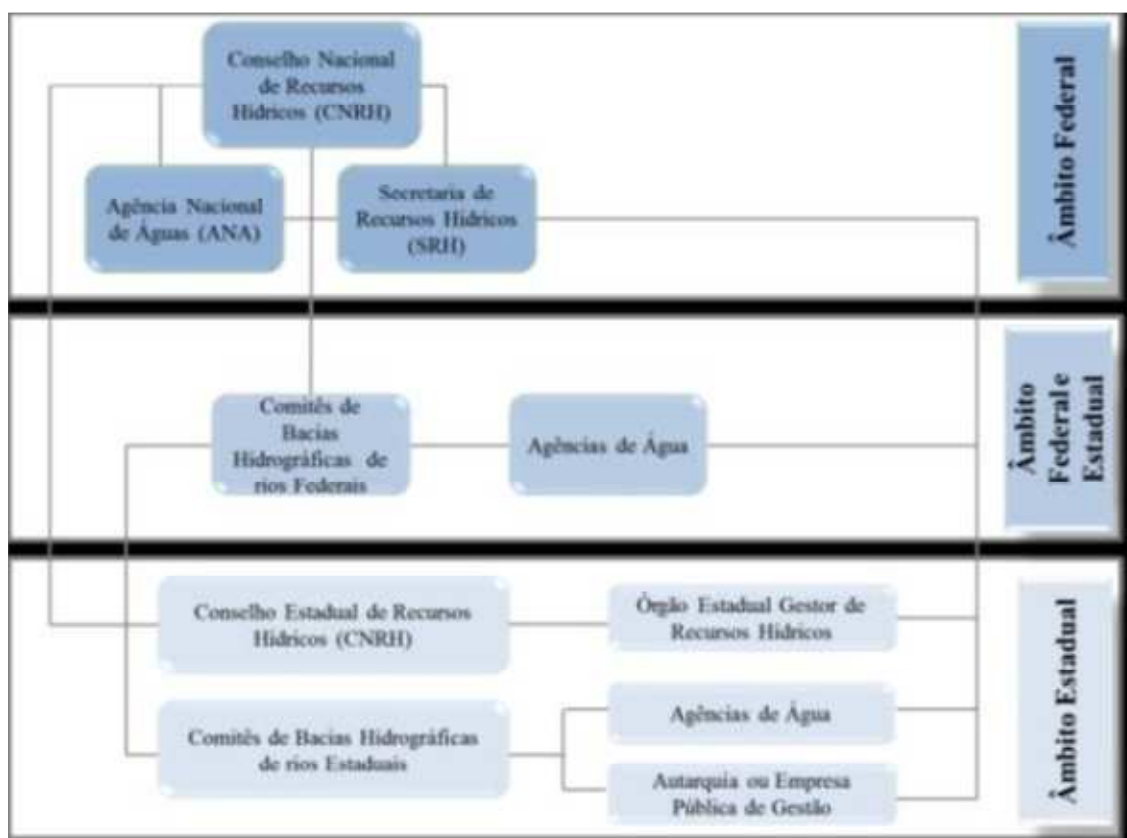 Conselho Nacional
de Recursos
Hídricos (CNRH)
Âmbito Federal
Agência Nacional
de Águas (ANA)
Secretaria de
Recursos Hídricos
(SRH)
Comitês de
Bacias
Hidrográficas de
rios Federais
Agências de Água
Âmbito
Federal e
Estadual
Conselho Estadual de Recursos
Hídricos (CNRH)
Órgão Estadual Gestor de
Recursos Hídricos
Comitês de Bacias Hidrográficas
de rios Estaduais
Agências de Água
Autarquia ou Empresa
Pública de Gestão
Âmbito Estadual